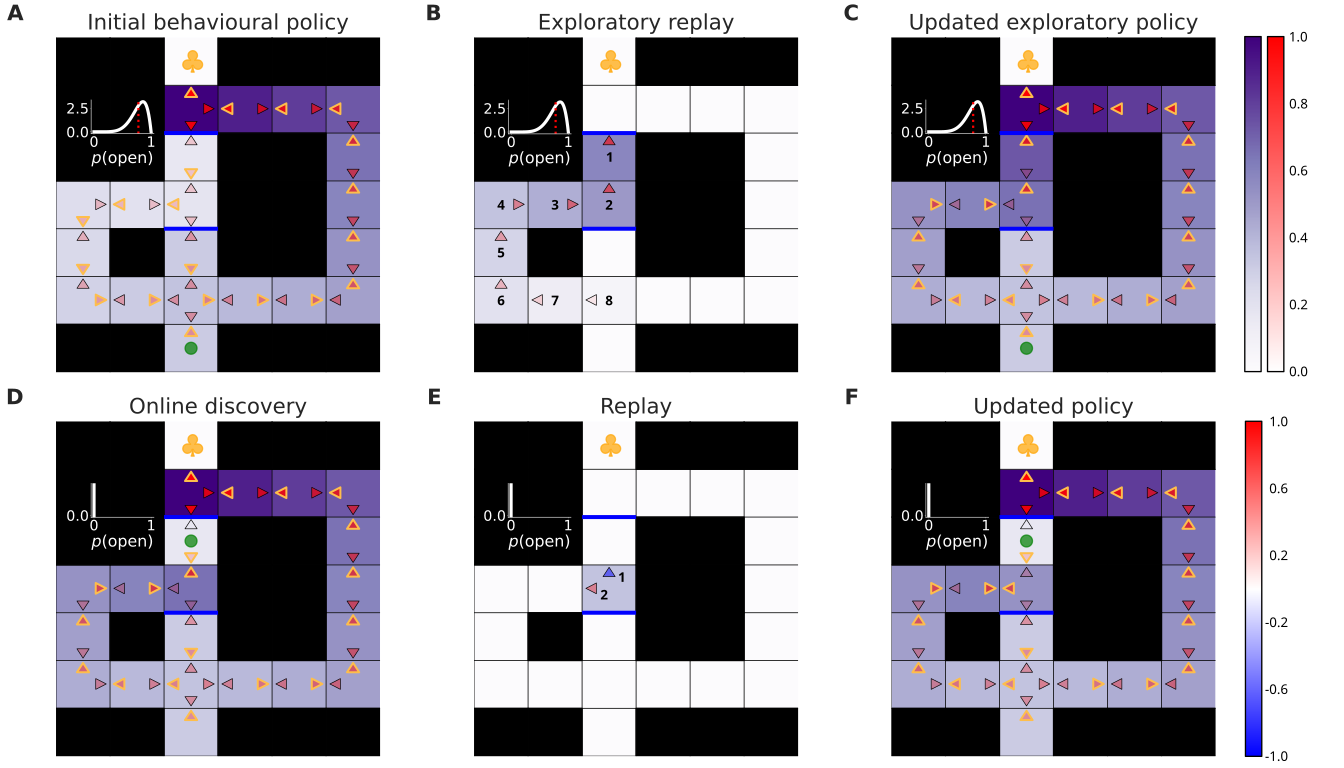 A Initial behavioural policy
2.5
0.0
0 1
p(open)
B Exploratory replay
2.5
0.0
0 1
p(open)
1
4 3 2
5
6 7 8
C Updated exploratory policy
2.5
0.0
0 1
p(open)
1.0
0.8
0.6
0.4
0.2
0.0
D Online discovery
0.0
0 1
p(open)
E Replay
0.0
0 1
p(open)
1
2
F Updated policy
0.0
0 1
p(open)
1.0
0.6
0.2
-0.2
-0.6
-1.0